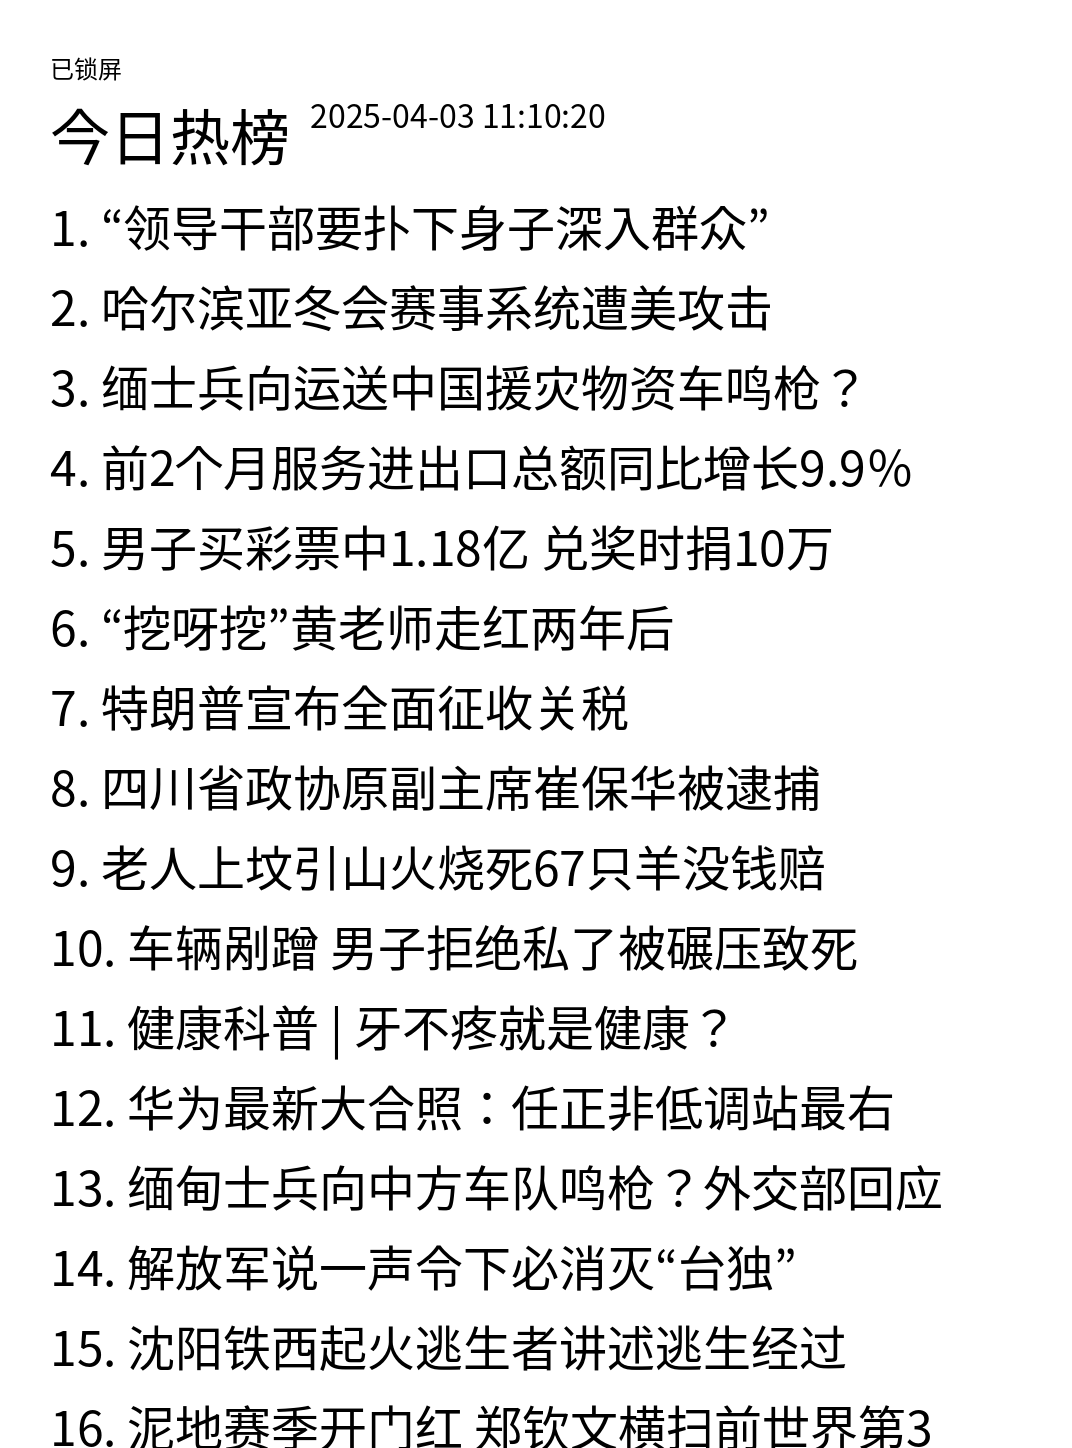 已锁屏
今日热榜 2025-04-03 11:10:20
1. “领导干部要扑下身子深入群众”
2. 哈尔滨亚冬会赛事系统遭美攻击
3. 缅士兵向运送中国援灾物资车鸣枪？
4. 前2个月服务进出口总额同比增长9.9%
5. 男子买彩票中1.18亿 兑奖时捐10万
6. “挖呀挖”黄老师走红两年后
7. 特朗普宣布全面征收关税
8. 四川省政协原副主席崔保华被逮捕
9. 老人上坟引山火烧死67只羊没钱赔
10. 车辆剐蹭 男子拒绝私了被碾压致死
11. 健康科普 | 牙不疼就是健康？
12. 华为最新大合照：任正非低调站最右
13. 缅甸士兵向中方车队鸣枪？外交部回应
14. 解放军说一声令下必消灭“台独”
15. 沈阳铁西起火逃生者讲述逃生经过
16. 泥地赛季开门红 郑钦文横扫前世界第3